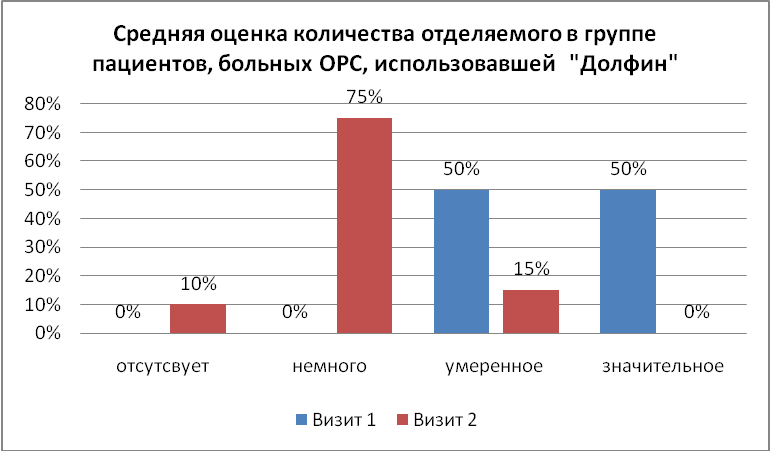 Средняя оценка количества отделяемого в группе
пациентов, больных ОРС, использовавшей "Долфин"
80%
70%
60%
50%
40%
30%
20%
10%
0%
0%
10%
0%
75%
50%
15%
50%
0%
отсутсвует
немного
умеренное
значительное
Визит 1
Визит 2